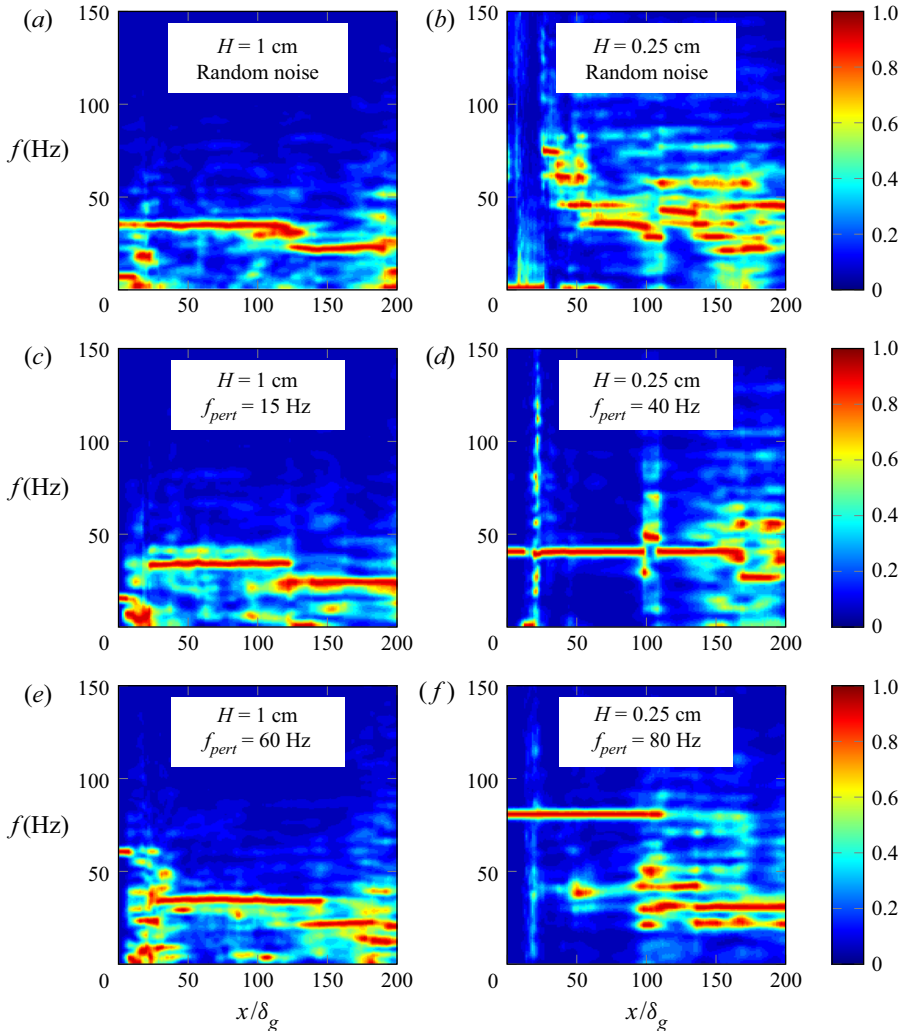 (a)
H = 1 cm
Random noise
f(Hz)
150
100
50
0
50
100
150
200
(b)
H = 0.25 cm
Random noise
150
100
50
0
50
100
150
200
1.0
0.8
0.6
0.4
0.2
0
(c)
H = 1 cm
f_pert = 15 Hz
f(Hz)
150
100
50
0
50
100
150
200
(d)
H = 0.25 cm
f_pert = 40 Hz
150
100
50
0
50
100
150
200
1.0
0.8
0.6
0.4
0.2
0
(e)
H = 1 cm
f_pert = 60 Hz
f(Hz)
150
100
50
0
50
100
150
200
x/δ_g
(f)
H = 0.25 cm
f_pert = 80 Hz
150
100
50
0
50
100
150
200
x/δ_g
1.0
0.8
0.6
0.4
0.2
0